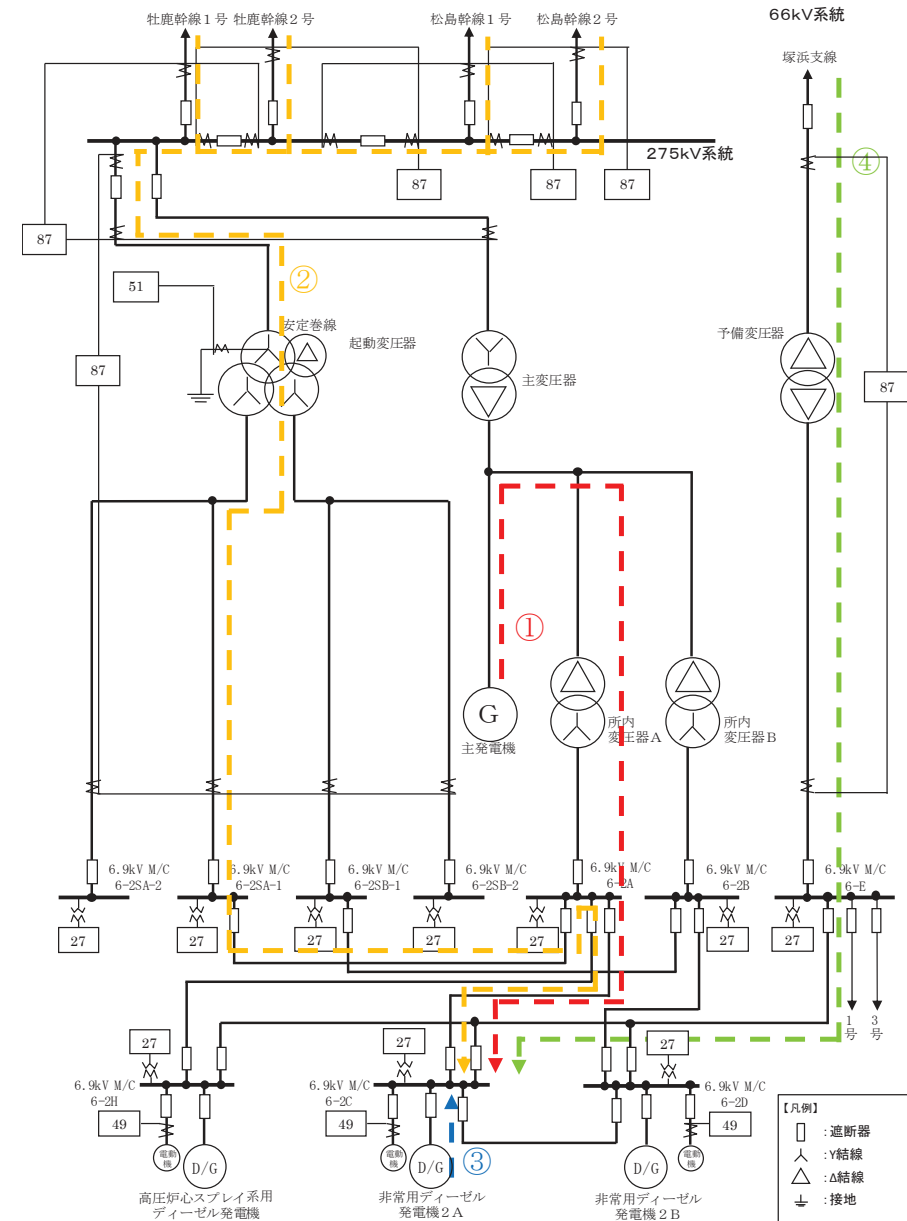 66kV系統
牡鹿幹線1号 牡鹿幹線2号 松島幹線1号 松島幹線2号
塚浜支線
275kV系統
④
87 87 87
87
②
51
安定巻線
起動変圧器
予備変圧器
87
主変圧器
87
①
G
主発電機
所内
変圧器A
所内
変圧器B
6.9kV M/C
6-2SA-2
6.9kV M/C
6-2SA-1
6.9kV M/C
6-2SB-1
6.9kV M/C
6-2SB-2
6.9kV M/C
6-2A
6.9kV M/C
6-2B
6.9kV M/C
6-E
27 27 27 27 27 27 27
1号
3号
27 27 27
6.9kV M/C
6-2H
6.9kV M/C
6-2C
6.9kV M/C
6-2D
49 49 49
電動機
D/G
電動機
D/G
③
D/G
電動機
高圧炉心スプレイ系用
ディーゼル発電機
非常用ディーゼル
発電機2A
非常用ディーゼル
発電機2B
【凡例】
:遮断器
:Y結線
:Δ結線
:接地